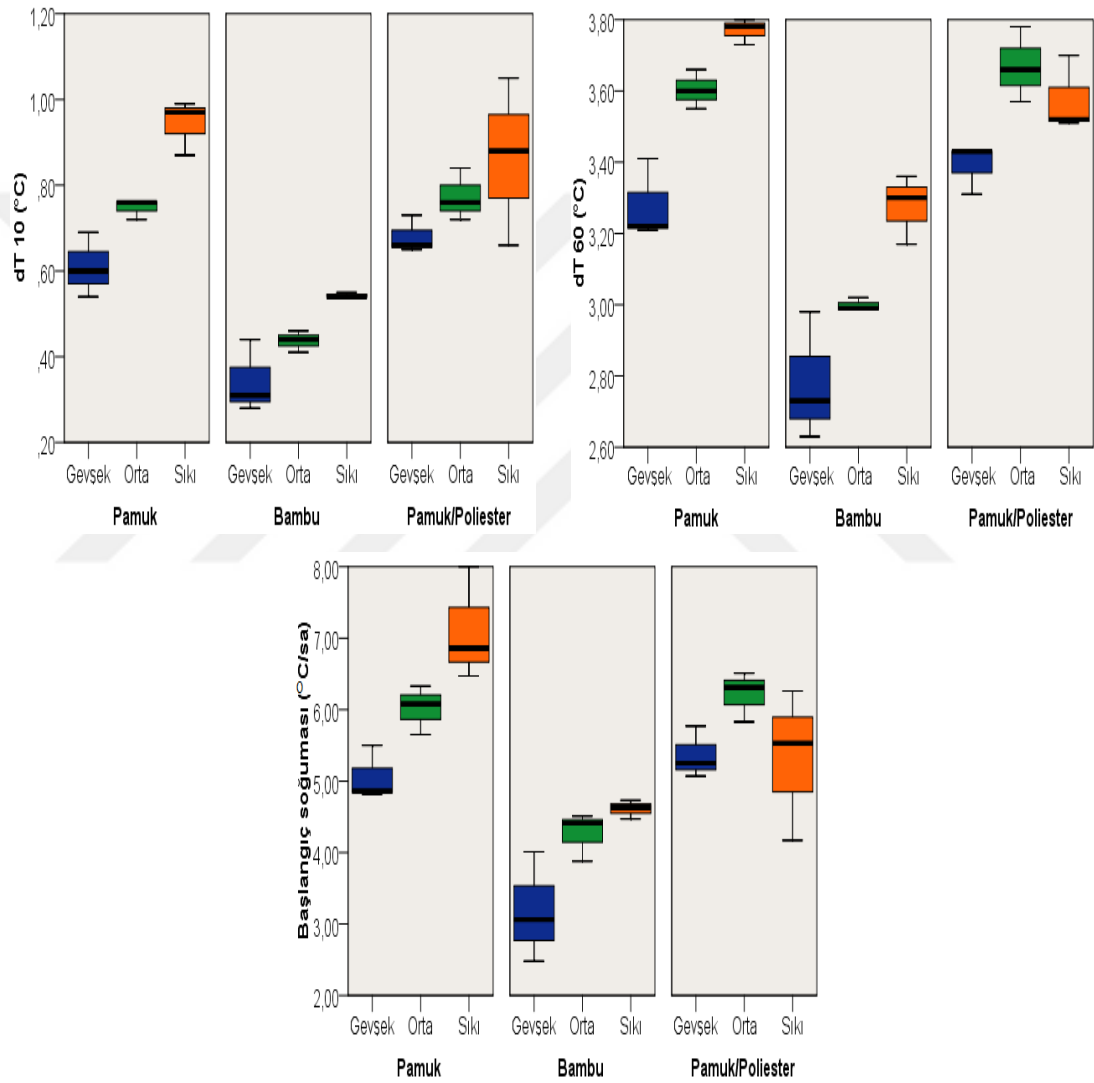 dT 10 (°C)
1,20
1,00
,80
,60
,40
,20
Gevşek Orta Sıkı
Pamuk
Gevşek Orta Sıkı
Bambu
Gevşek Orta Sıkı
Pamuk/Poliester
dT 60 (°C)
3,80
3,60
3,40
3,20
3,00
2,80
2,60
Gevşek Orta Sıkı
Pamuk
Gevşek Orta Sıkı
Bambu
Gevşek Orta Sıkı
Pamuk/Poliester
Başlangıç soğuması (°C/sa)
8,00
7,00
6,00
5,00
4,00
3,00
2,00
Gevşek Orta Sıkı
Pamuk
Gevşek Orta Sıkı
Bambu
Gevşek Orta Sıkı
Pamuk/Poliester